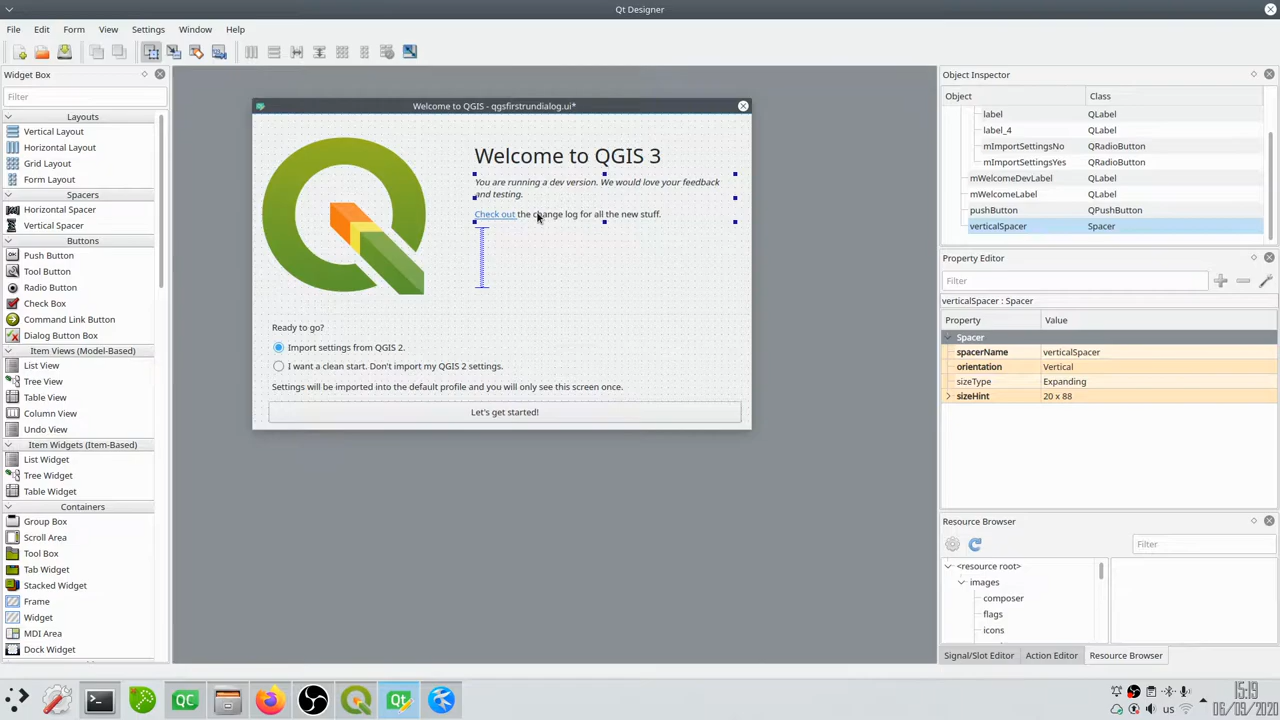 Qt Designer
File Edit Form View Settings Window Help
Widget Box
Filter
Layouts
Vertical Layout
Horizontal Layout
Grid Layout
Form Layout
Spacers
Horizontal Spacer
Vertical Spacer
Buttons
Push Button
Tool Button
Radio Button
Check Box
Command Link Button
Dialog Button Box
Item Views (Model-Based)
List View
Tree View
Table View
Column View
Undo View
Item Widgets (Item-Based)
List Widget
Tree Widget
Table Widget
Containers
Group Box
Scroll Area
Tool Box
Tab Widget
Stacked Widget
Frame
Widget
MDI Area
Dock Widget
Welcome to QGIS - qgsfirstrundialog.ui*
Welcome to QGIS 3
You are running a dev version. We would love your feedback
and testing.
Check out the change log for all the new stuff.
Ready to go?
Import settings from QGIS 2.
I want a clean start. Don't import my QGIS 2 settings.
Settings will be imported into the default profile and you will only see this screen once.
Let's get started!
Object Inspector
Object Class
label QLabel
label_4 QLabel
mImportSettingsNo QRadioButton
mImportSettingsYes QRadioButton
mWelcomeDevLabel QLabel
mWelcomeLabel QLabel
pushButton QPushButton
verticalSpacer Spacer
Property Editor
Filter
verticalSpacer : Spacer
Property Value
Spacer
spacerName verticalSpacer
orientation Vertical
sizeType Expanding
sizeHint 20 x 88
Resource Browser
Filter
<resource root>
images
composer
flags
icons
Signal/Slot Editor Action Editor Resource Browser
QC
Qt
us
15:19
06/09/2020